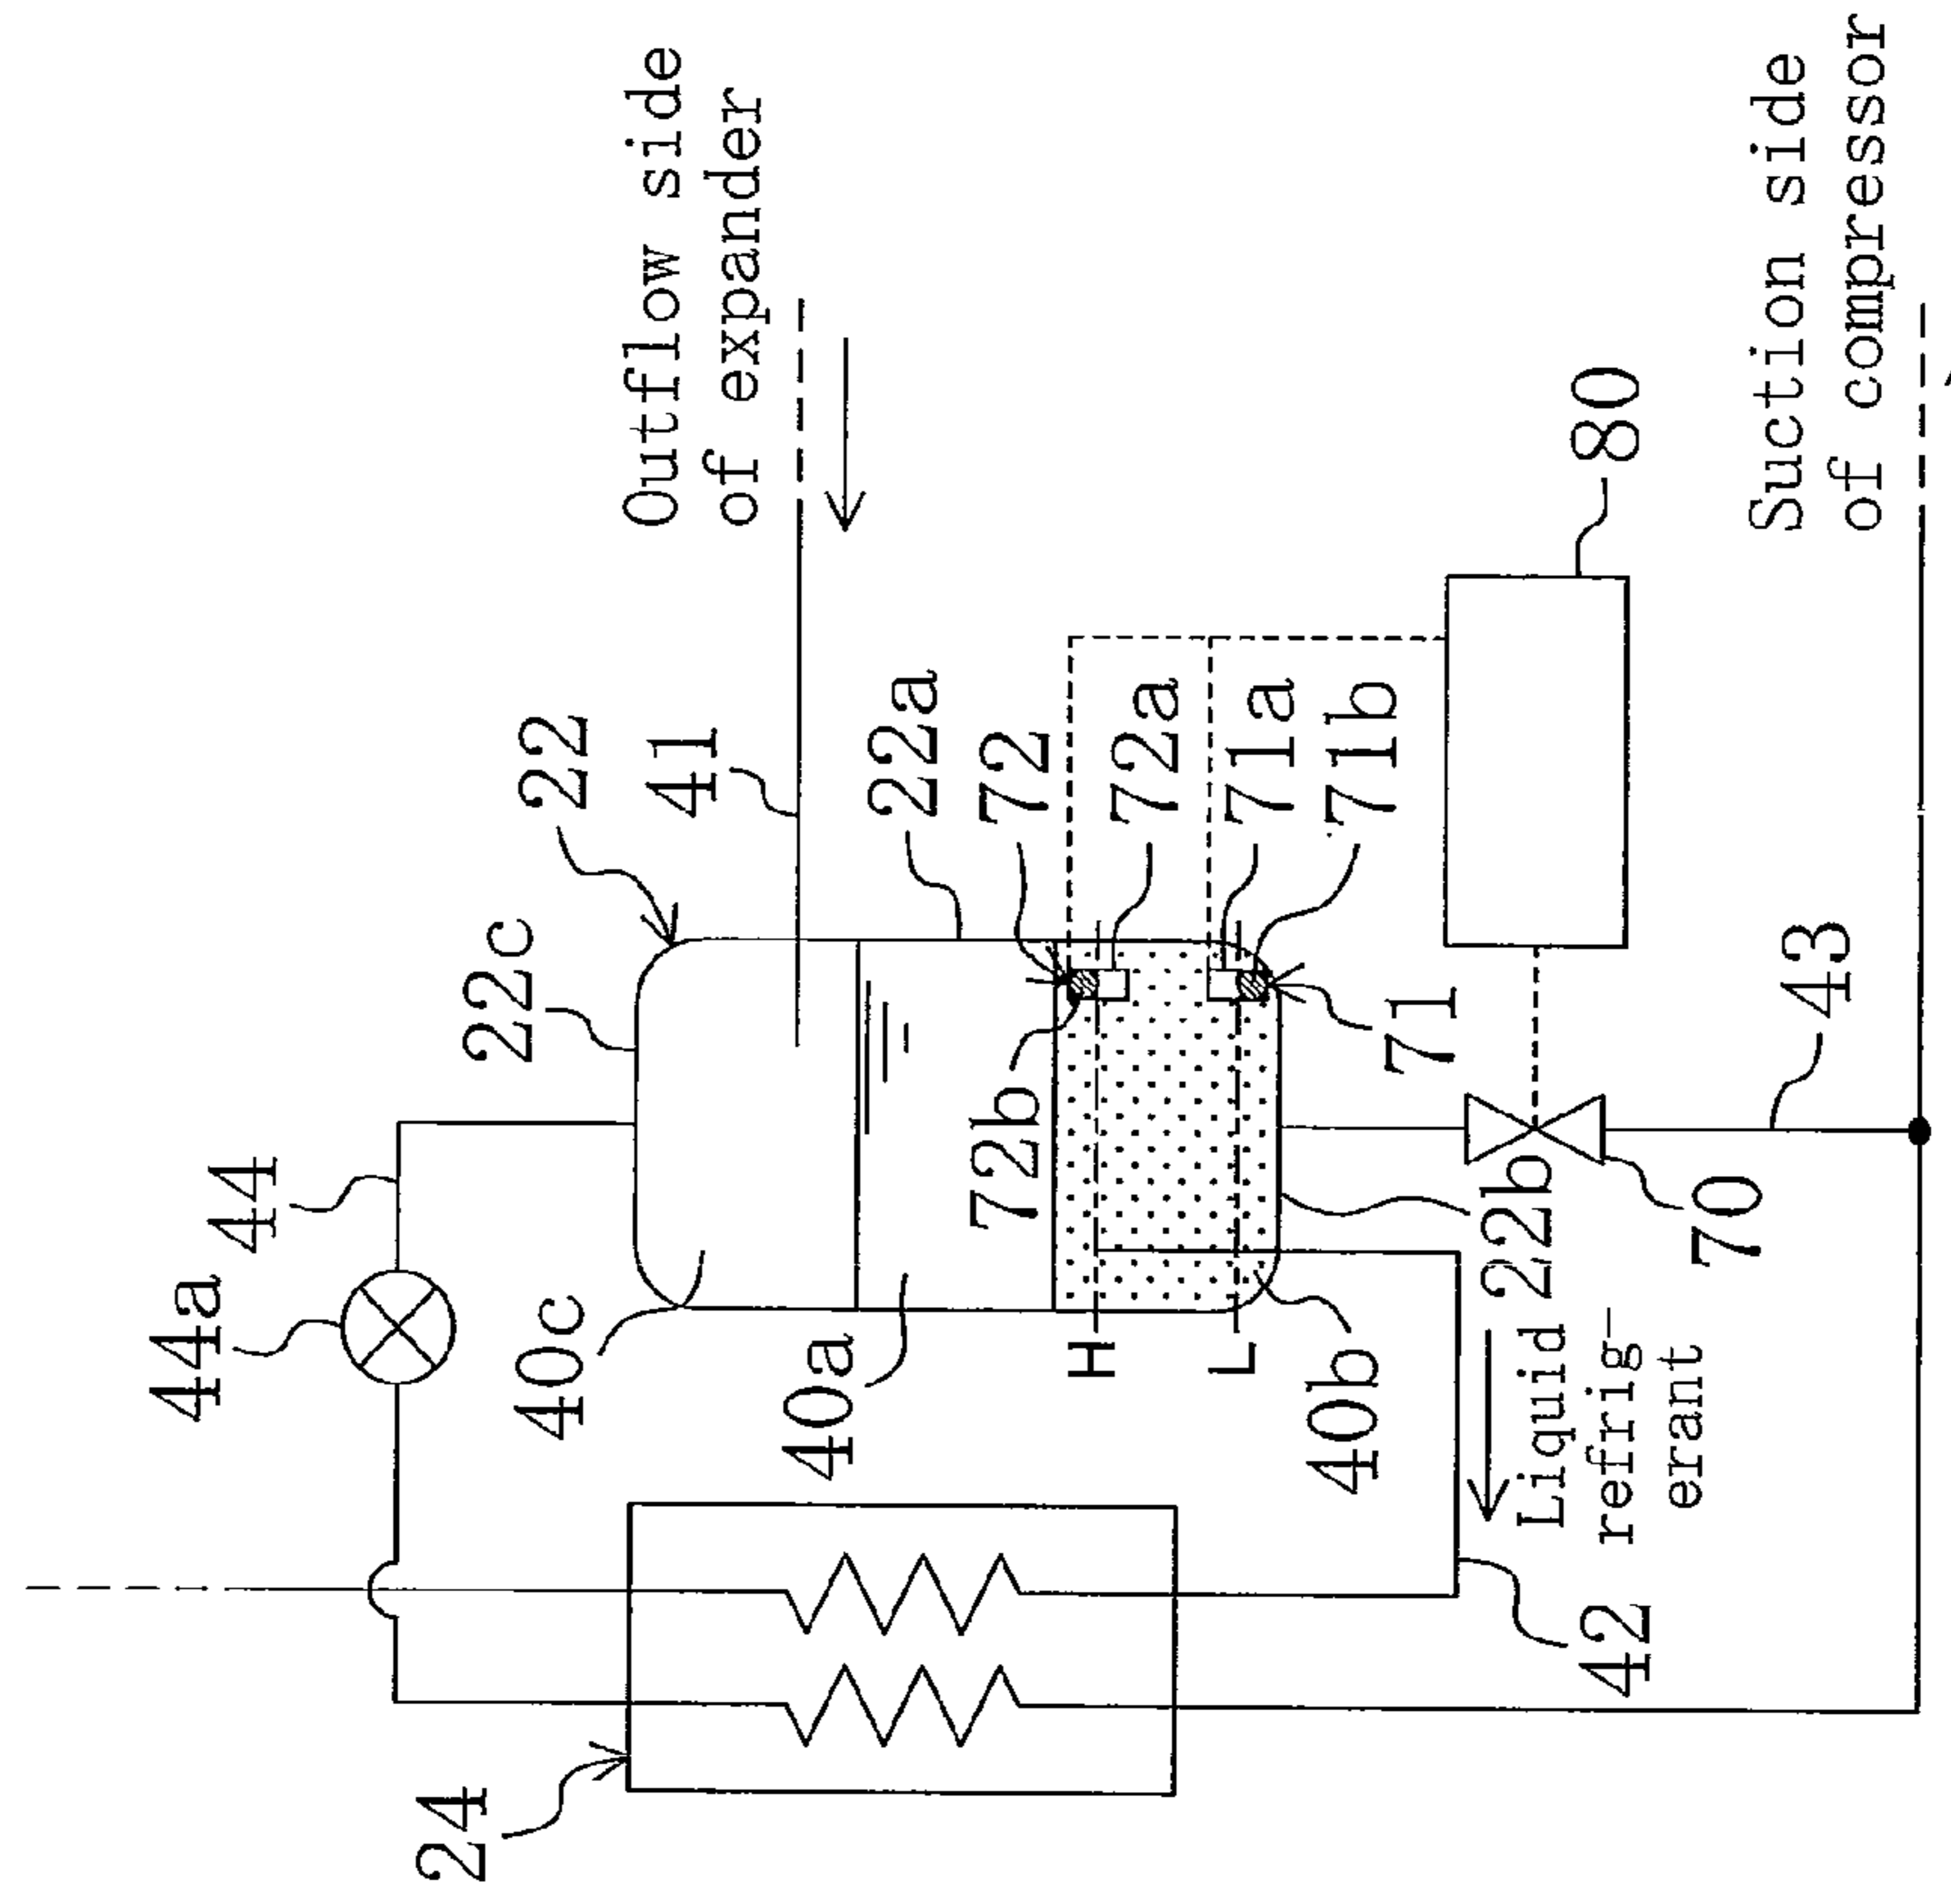 44a
44
22c
22
41
Outflow side
of expander
40c
40a
22a
72
72a
71a
71b
72b
H
L
40b
71
80
24
22b
Liquid
refrig-
erant
42
70
43
Suction side
of compressor